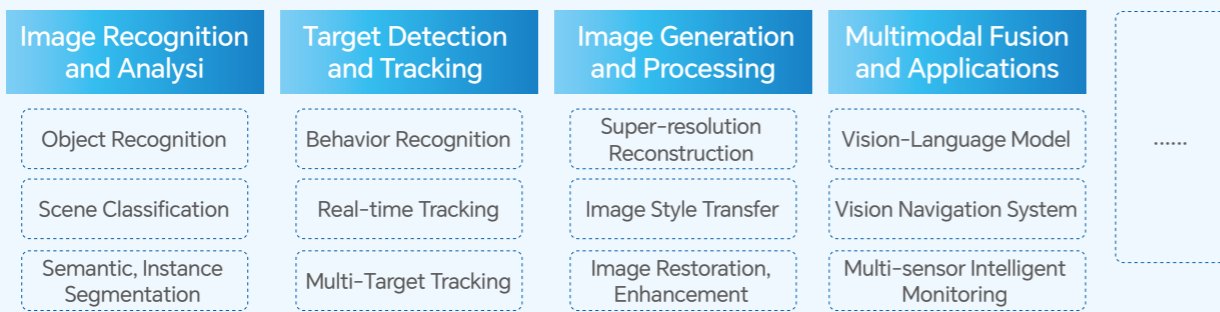 Image Recognition
and Analysi
Object Recognition
Scene Classification
Semantic, Instance
Segmentation
Target Detection
and Tracking
Behavior Recognition
Real-time Tracking
Multi-Target Tracking
Image Generation
and Processing
Super-resolution
Reconstruction
Image Style Transfer
Image Restoration,
Enhancement
Multimodal Fusion
and Applications
Vision-Language Model
Vision Navigation System
Multi-sensor Intelligent
Monitoring
......